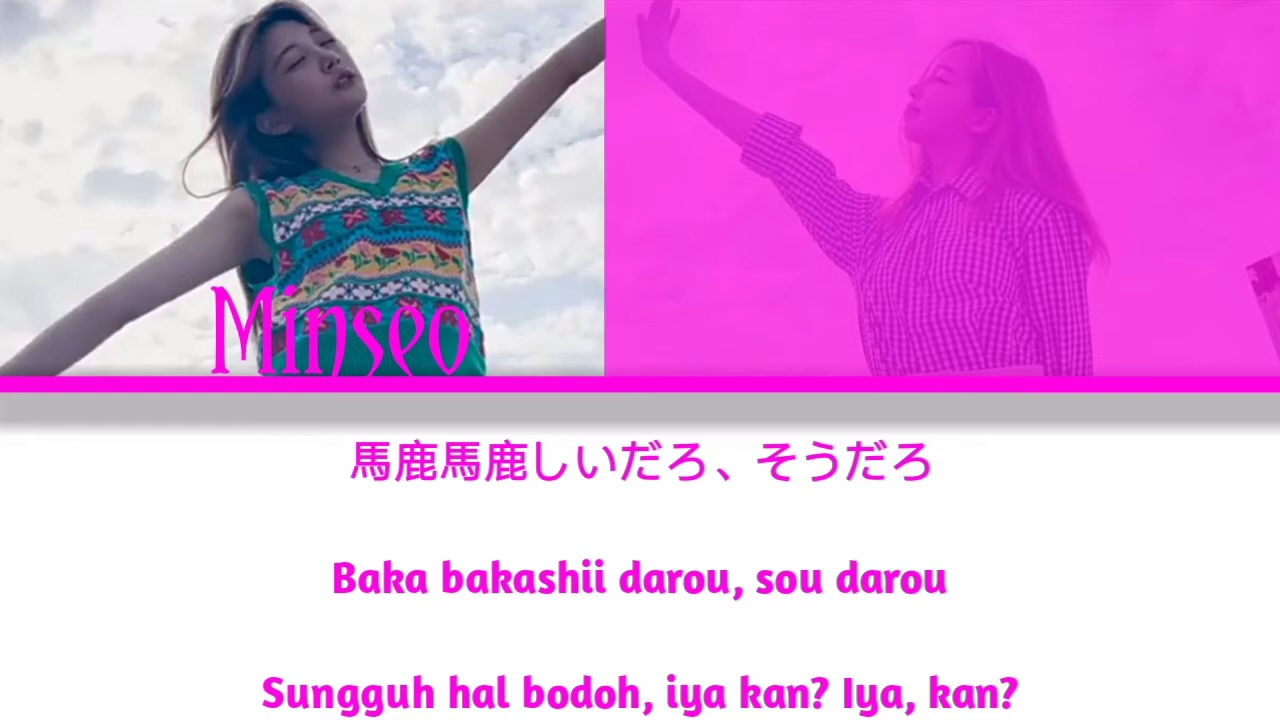 Minseo
馬鹿馬鹿しいだろ、そうだろ
Baka bakashii darou, sou darou
Sungguh hal bodoh, iya kan? Iya, kan?